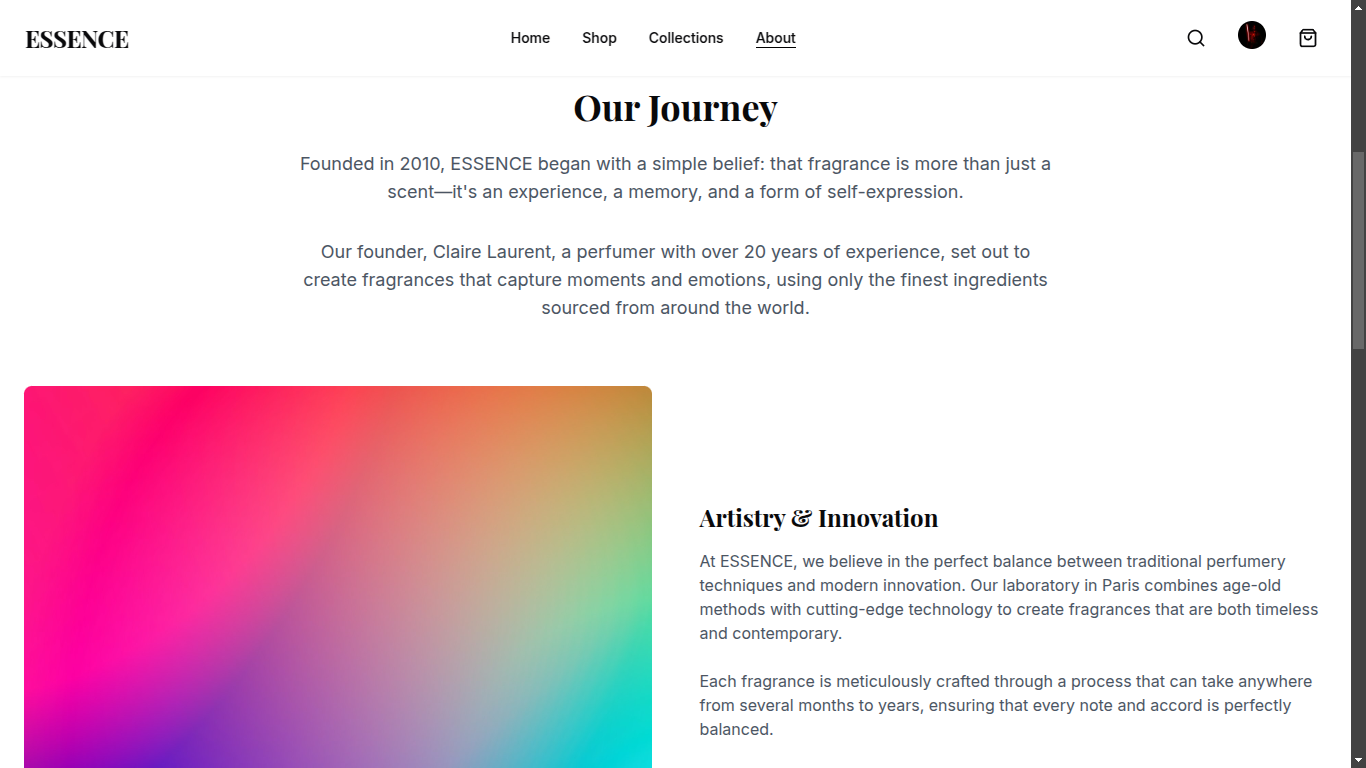 ESSENCE
Home
Shop
Collections
About
Our Journey
Founded in 2010, ESSENCE began with a simple belief: that fragrance is more than just a
scent—it's an experience, a memory, and a form of self-expression.
Our founder, Claire Laurent, a perfumer with over 20 years of experience, set out to
create fragrances that capture moments and emotions, using only the finest ingredients
sourced from around the world.
Artistry & Innovation
At ESSENCE, we believe in the perfect balance between traditional perfumery
techniques and modern innovation. Our laboratory in Paris combines age-old
methods with cutting-edge technology to create fragrances that are both timeless
and contemporary.
Each fragrance is meticulously crafted through a process that can take anywhere
from several months to years, ensuring that every note and accord is perfectly
balanced.